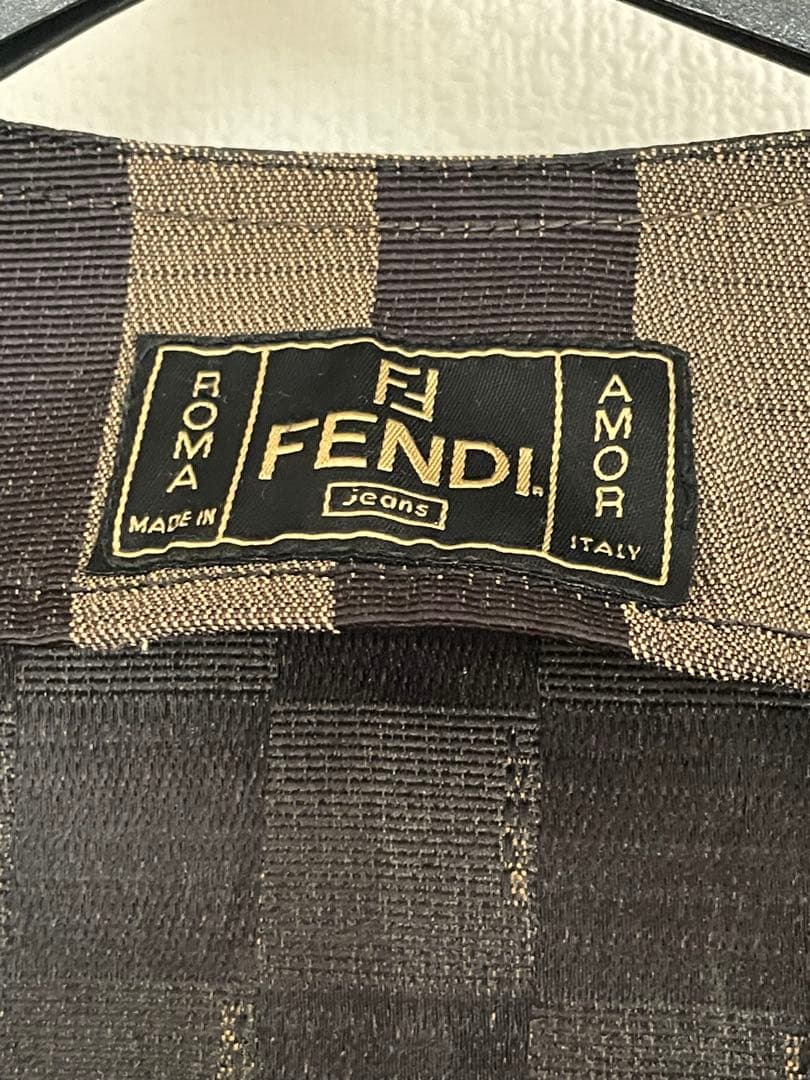 ROMA
MADE IN
FF
FENDI.
jeans
AMOR
ITALY